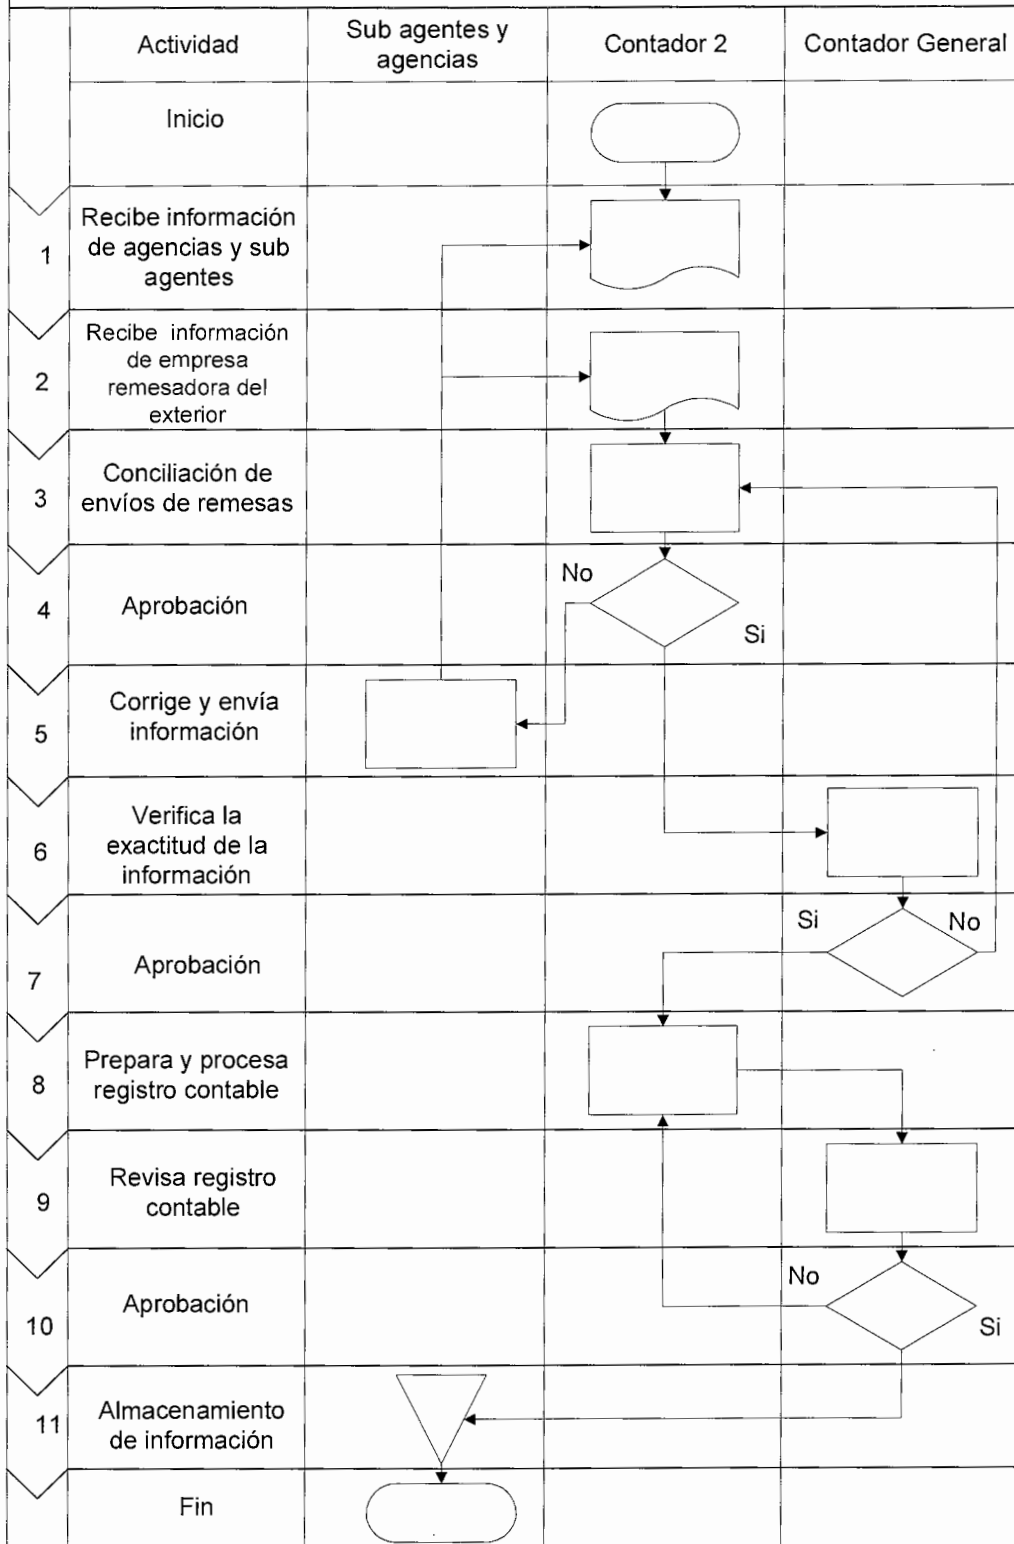 Actividad
Sub agentes y
agencias
Contador 2
Contador General
Inicio
1
Recibe información
de agencias y sub
agentes
2
Recibe información
de empresa
remesadora del
exterior
3
Conciliación de
envíos de remesas
4
Aprobación
No
Si
5
Corrige y envía
información
6
Verifica la
exactitud de la
información
7
Aprobación
Si
No
8
Prepara y procesa
registro contable
9
Revisa registro
contable
10
Aprobación
No
Si
11
Almacenamiento
de información
Fin